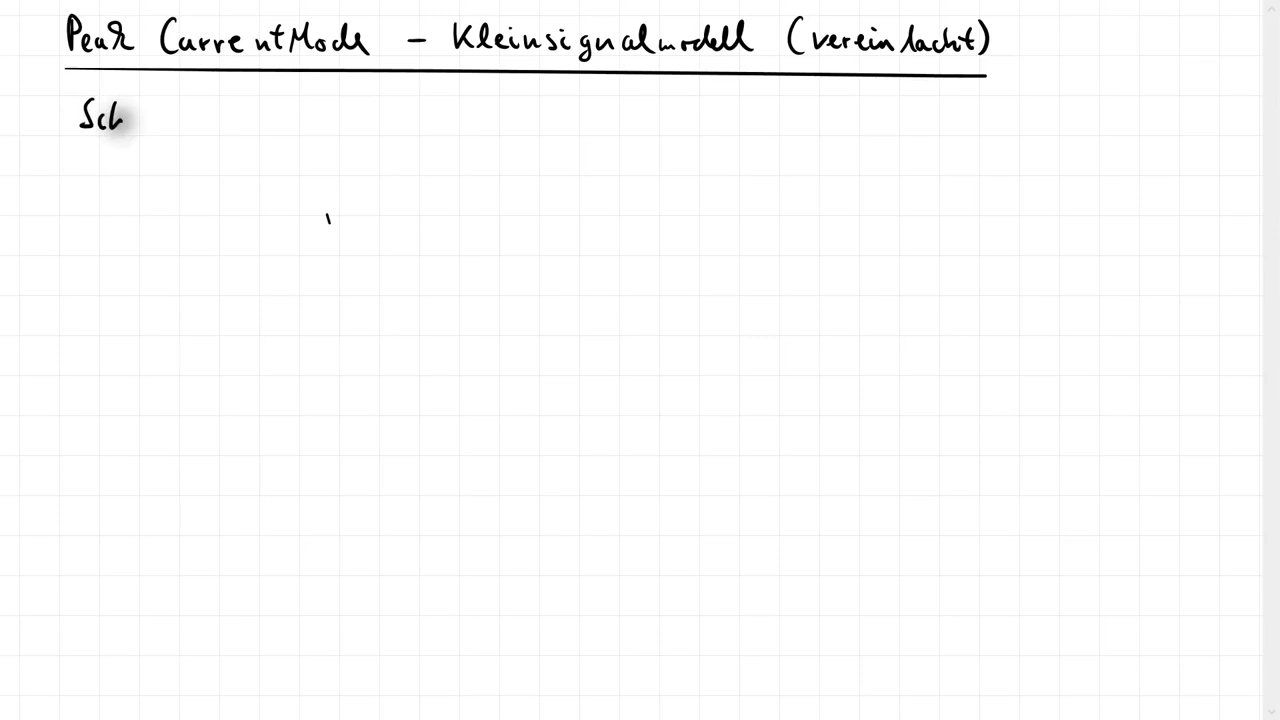 Peak CurrentMode – Kleinsignalmodell (vereinfacht)
Sch